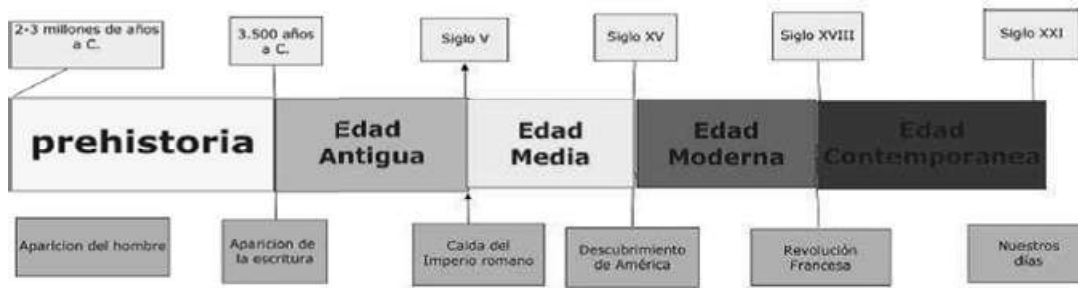 2-3 millones de años
a C.
3.500 años
a C.
Siglo V
Siglo XV
Siglo XVIII
Siglo XXI
prehistoria
Edad
Antigua
Edad
Media
Edad
Moderna
Edad
Contemporanea
Aparicion del hombre
Aparicion de
la escritura
Caida del
Imperio romano
Descubrimiento
de América
Revolución
Francesa
Nuestros
días